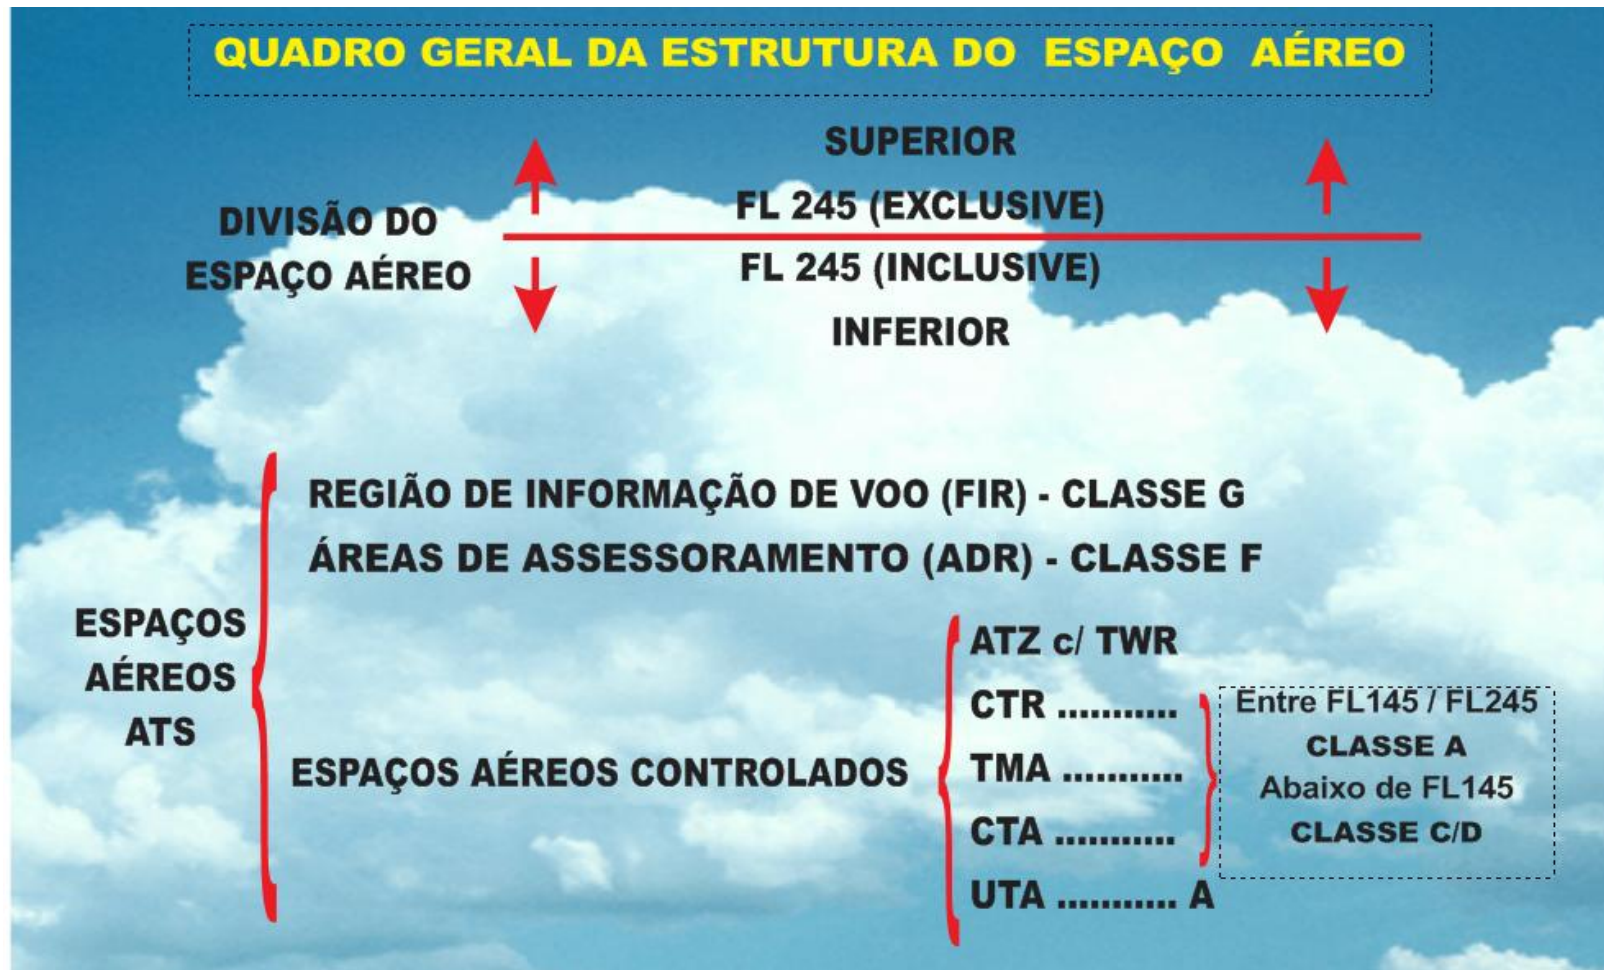 QUADRO GERAL DA ESTRUTURA DO ESPAÇO AÉREO
SUPERIOR
FL 245 (EXCLUSIVE)
DIVISÃO DO
ESPAÇO AÉREO
FL 245 (INCLUSIVE)
INFERIOR
REGIÃO DE INFORMAÇÃO DE VOO (FIR) - CLASSE G
ÁREAS DE ASSESSORAMENTO (ADR) - CLASSE F
ESPAÇOS
AÉREOS
ATS
ESPAÇOS AÉREOS CONTROLADOS
ATZ c/ TWR
CTR ...........
TMA ...........
CTA ...........
UTA ........... A
Entre FL145 / FL245
CLASSE A
Abaixo de FL145
CLASSE C/D